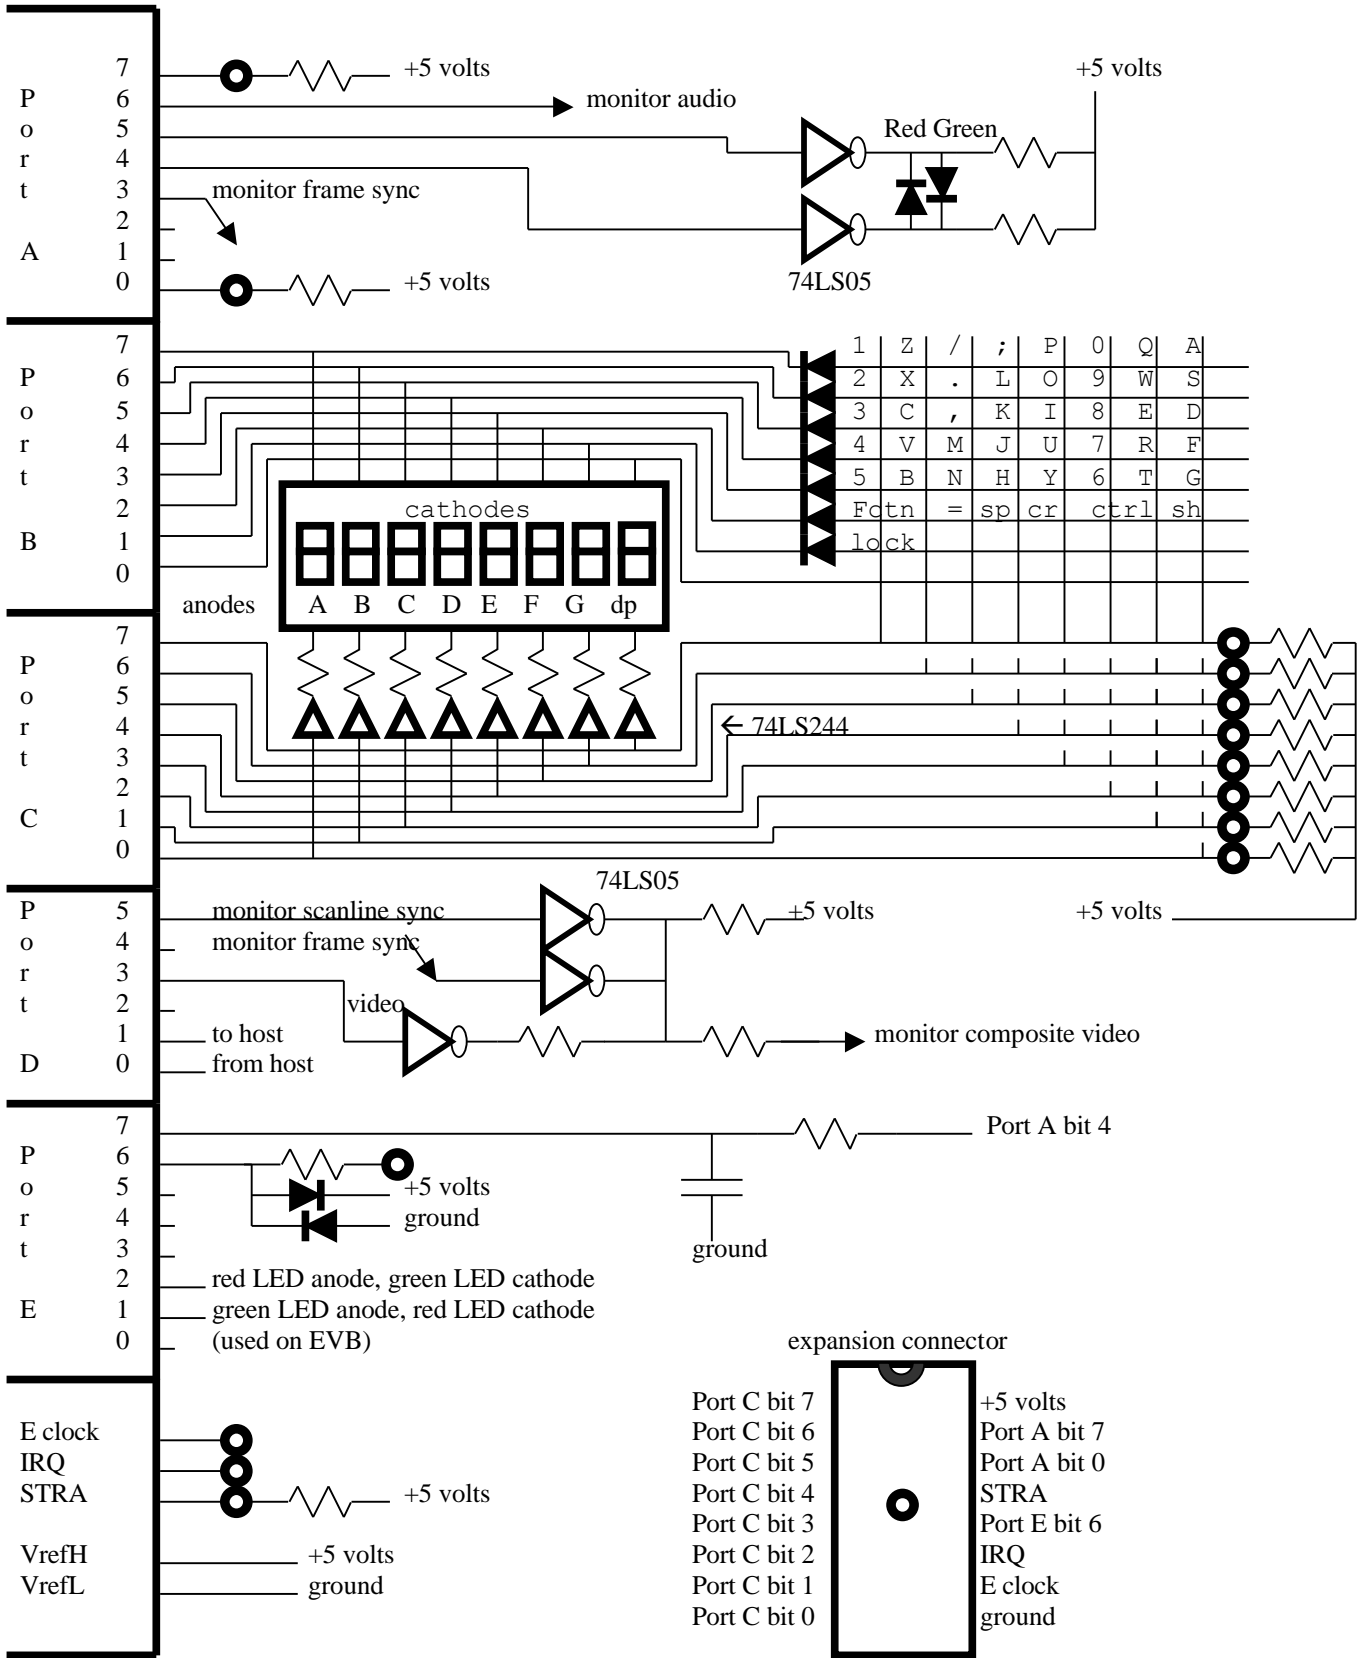 7 +5 volts +5 volts
P 6 monitor audio
o 5 Red Green
r 4
t 3 monitor frame sync
2
A 1
0 +5 volts 74LS05
7 1 Z / ; P 0 Q A
P 6 2 X . L O 9 W S
o 5 3 C , K I 8 E D
r 4 4 V M J U 7 R F
t 3 5 B N H Y 6 T G
2 cathodes Fctn = sp cr ctrl sh
B 1 lock
0
anodes A B C D E F G dp
7
P 6
o 5
r 4 ← 74LS244
t 3
2
C 1
0
74LS05
P 5 monitor scanline sync +5 volts +5 volts
o 4 monitor frame sync
r 3
t 2 video
1 to host monitor composite video
D 0 from host
7 Port A bit 4
P 6
o 5 +5 volts
r 4 ground
t 3 ground
2 red LED anode, green LED cathode
E 1 green LED anode, red LED cathode
0 (used on EVB) expansion connector
Port C bit 7 +5 volts
E clock Port C bit 6 Port A bit 7
IRQ Port C bit 5 Port A bit 0
STRA +5 volts Port C bit 4 STRA
Port C bit 3 Port E bit 6
VrefH +5 volts Port C bit 2 IRQ
VrefL ground Port C bit 1 E clock
Port C bit 0 ground